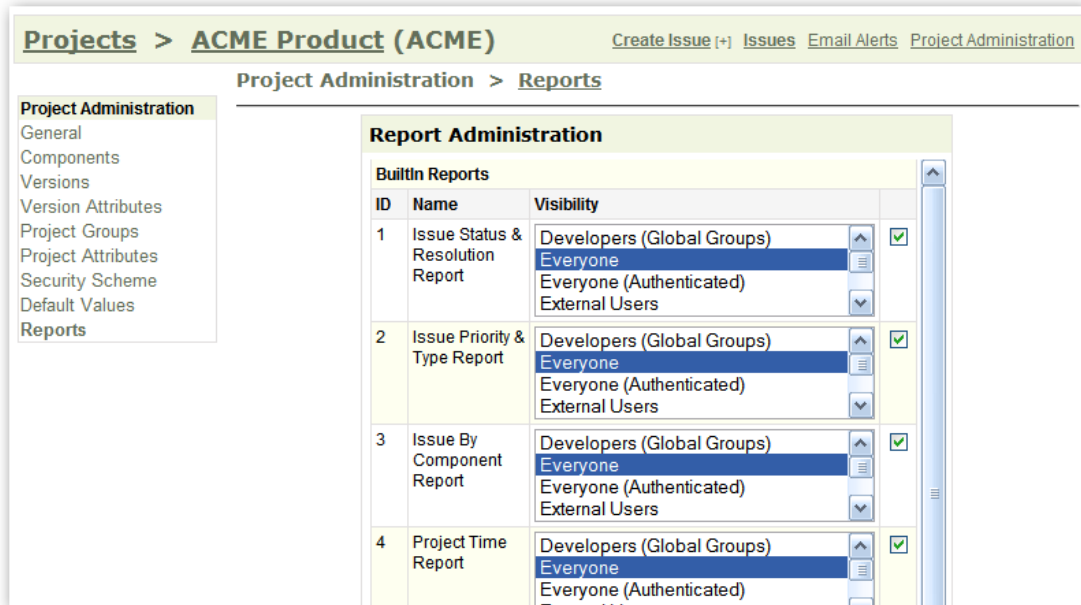 Projects > ACME Product (ACME)
Create Issue [+] Issues Email Alerts Project Administration
Project Administration > Reports
Project Administration
General
Components
Versions
Version Attributes
Project Groups
Project Attributes
Security Scheme
Default Values
Reports
Report Administration
BuiltIn Reports
ID Name Visibility
1 Issue Status & Resolution Report
Developers (Global Groups)
Everyone
Everyone (Authenticated)
External Users
2 Issue Priority & Type Report
Developers (Global Groups)
Everyone
Everyone (Authenticated)
External Users
3 Issue By Component Report
Developers (Global Groups)
Everyone
Everyone (Authenticated)
External Users
4 Project Time Report
Developers (Global Groups)
Everyone
Everyone (Authenticated)